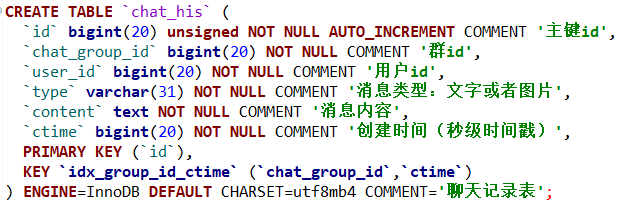 CREATE TABLE `chat_his` (
`id` bigint(20) unsigned NOT NULL AUTO_INCREMENT COMMENT '主键id',
`chat_group_id` bigint(20) NOT NULL COMMENT '群id',
`user_id` bigint(20) NOT NULL COMMENT '用户id',
`type` varchar(31) NOT NULL COMMENT '消息类型：文字或者图片',
`content` text NOT NULL COMMENT '消息内容',
`ctime` bigint(20) NOT NULL COMMENT '创建时间（秒级时间戳）',
PRIMARY KEY (`id`),
KEY `idx_group_id_ctime` (`chat_group_id`,`ctime`)
) ENGINE=InnoDB DEFAULT CHARSET=utf8mb4 COMMENT='聊天记录表';